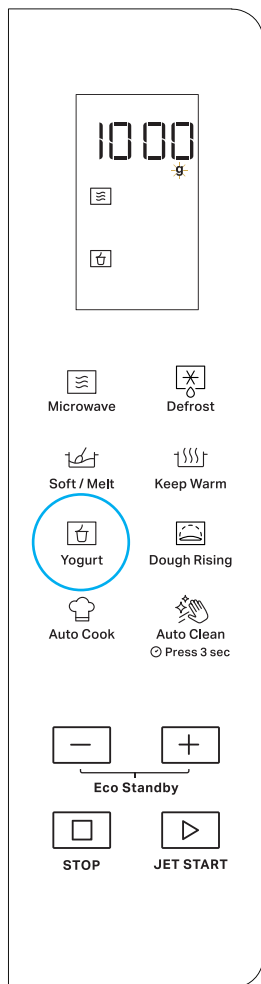 1000
g
Microwave
Defrost
Soft / Melt
Keep Warm
Yogurt
Dough Rising
Auto Cook
Auto Clean
Press 3 sec
Eco Standby
STOP
JET START